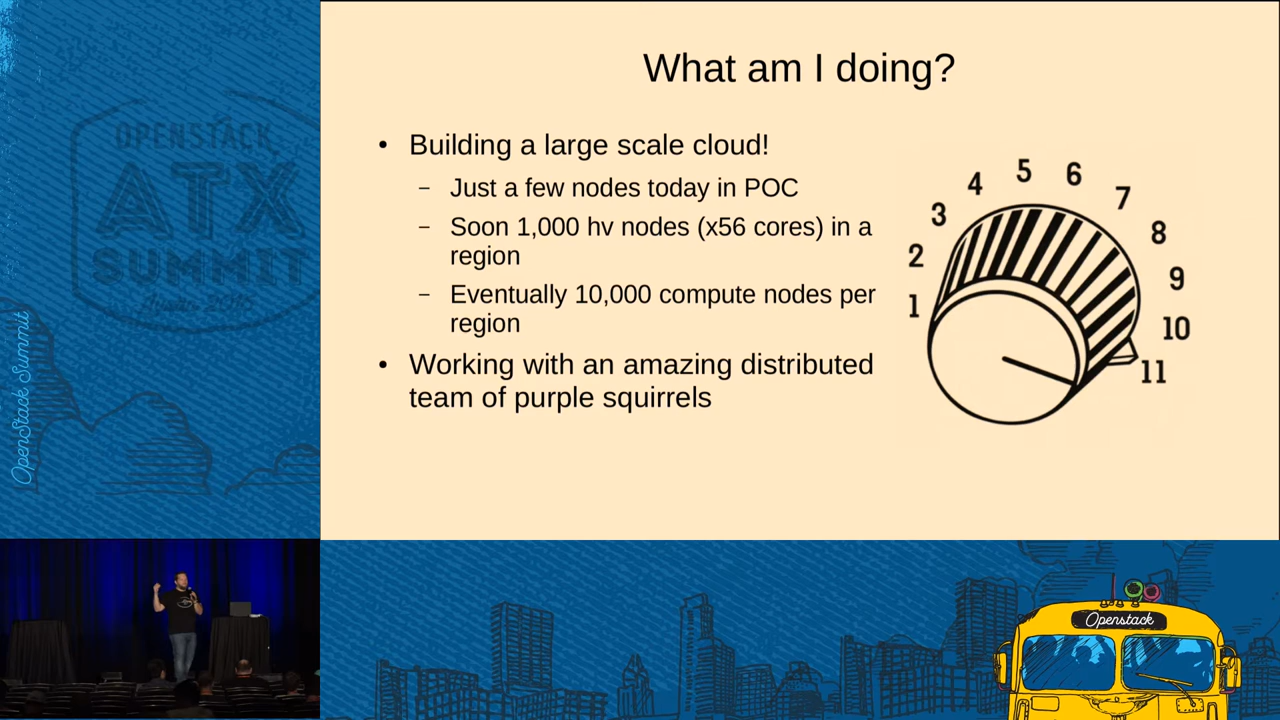 What am I doing?
• Building a large scale cloud!
– Just a few nodes today in POC
– Soon 1,000 hv nodes (x56 cores) in a
region
– Eventually 10,000 compute nodes per
region
• Working with an amazing distributed
team of purple squirrels
1
2
3
4
5
6
7
8
9
10
11
OPENSTACK
ATX
SUMMIT
Austin
OpenStack Summit
Openstack